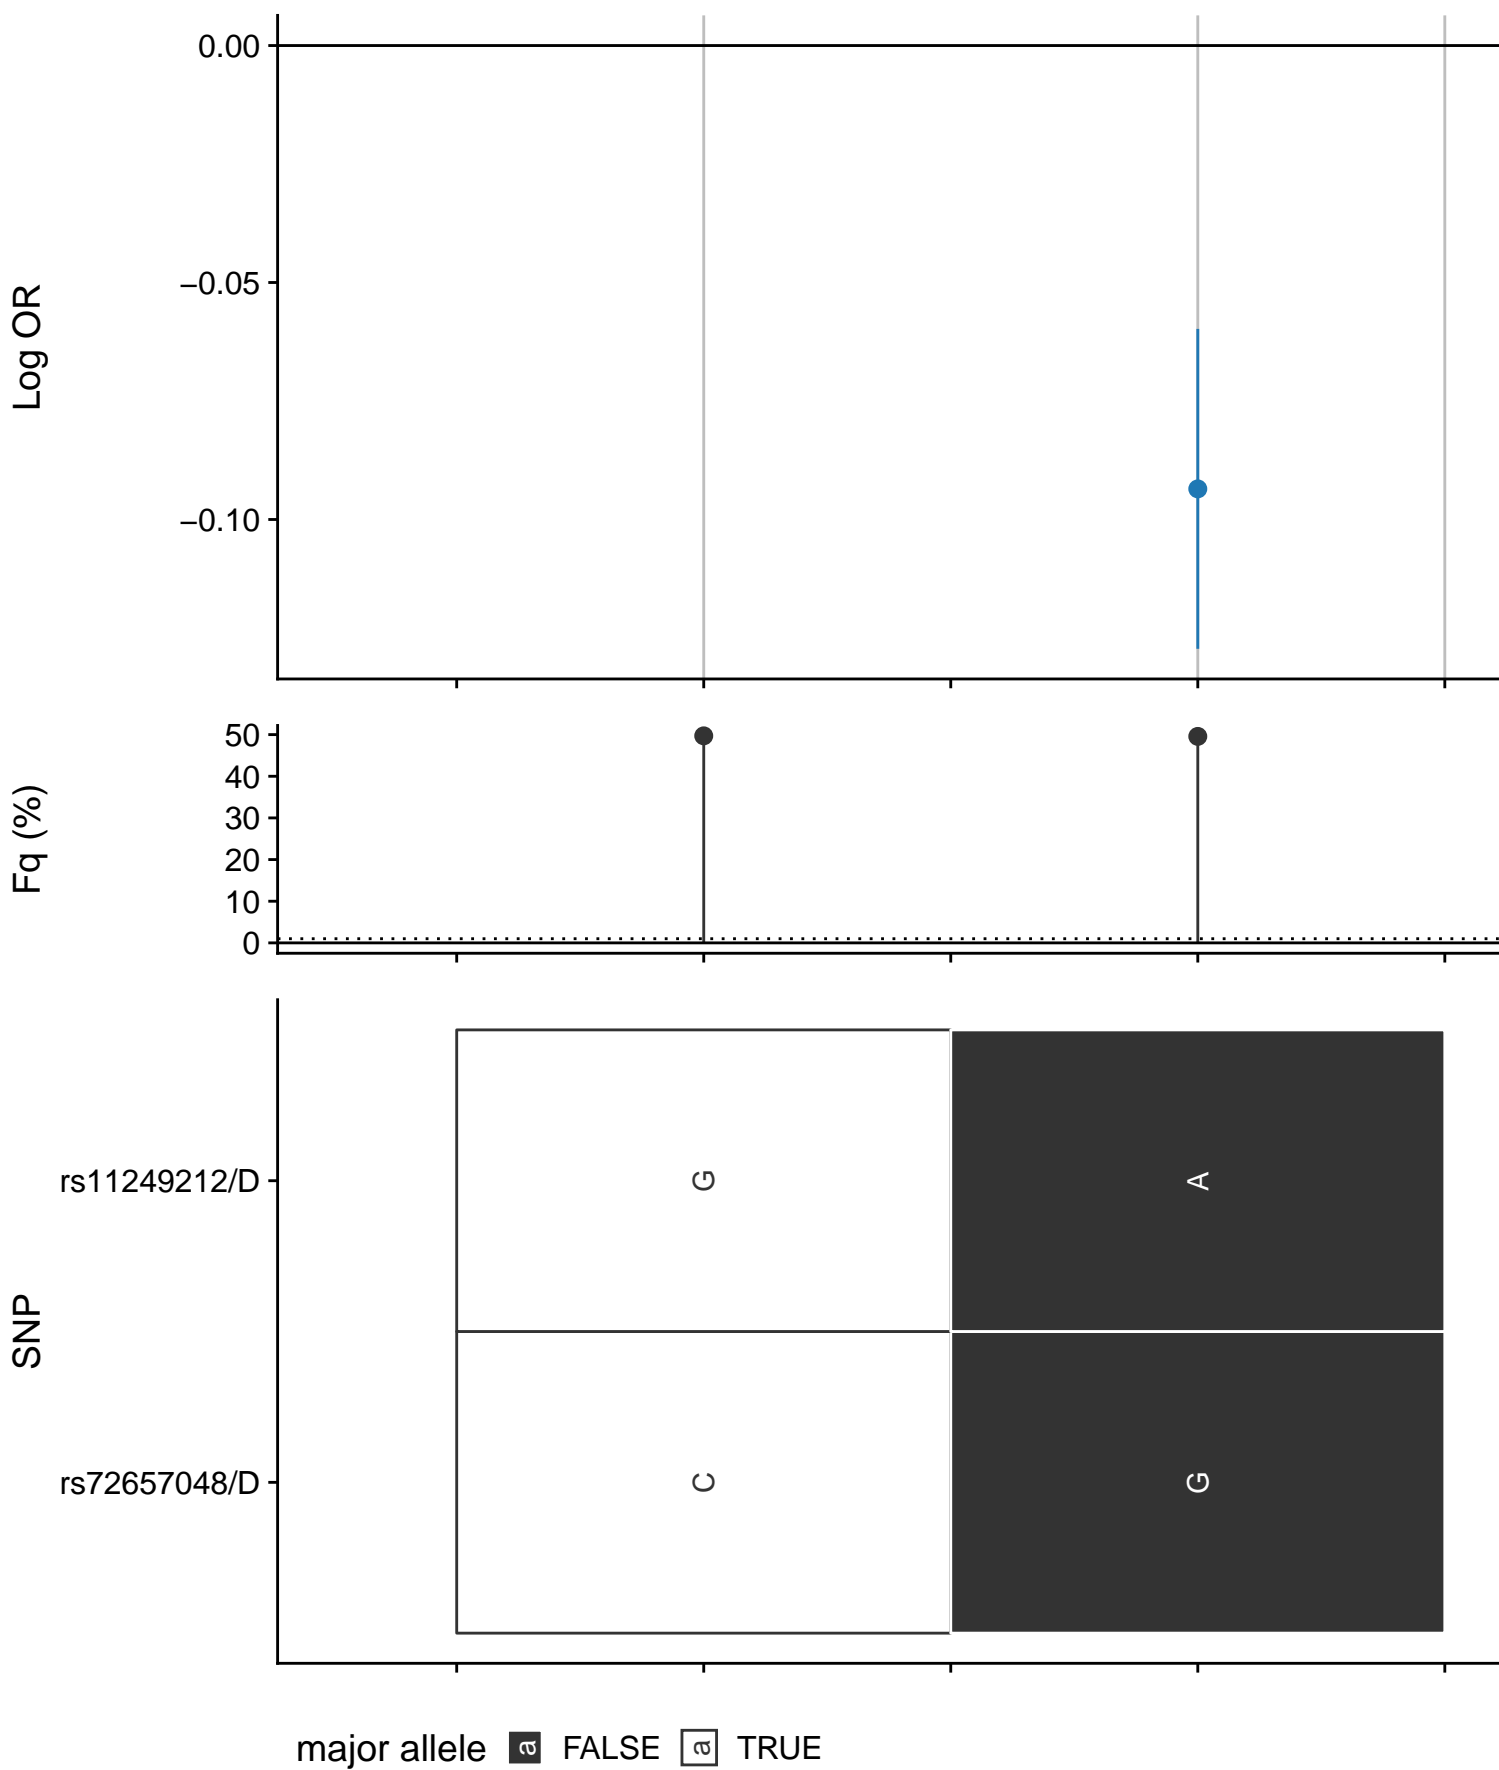 0.00
−0.05
−0.10
Log OR
50
40
30
20
10
0
Fq (%)
rs11249212/D
G
A
SNP
rs72657048/D
C
G
major allele a FALSE a TRUE